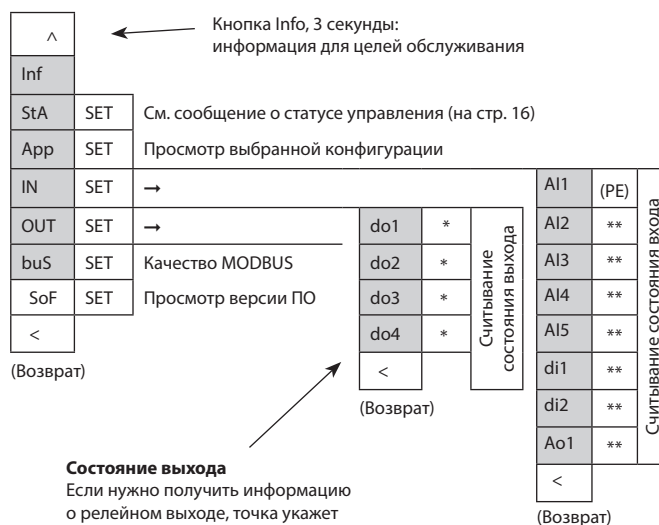 ^
Кнопка Info, 3 секунды:
информация для целей обслуживания
Inf
StA SET См. сообщение о статусе управления (на стр. 16)
App SET Просмотр выбранной конфигурации
IN SET →
OUT SET →
buS SET Качество MODBUS
SoF SET Просмотр версии ПО
<
(Возврат)
do1 *
do2 *
do3 *
do4 *
<
(Возврат)
Считывание
состояния выхода
AI1 (PE)
AI2 **
AI3 **
AI4 **
AI5 **
di1 **
di2 **
Ao1 **
<
(Возврат)
Считывание состояния входа
Состояние выхода
Если нужно получить информацию
о релейном выходе, точка укажет